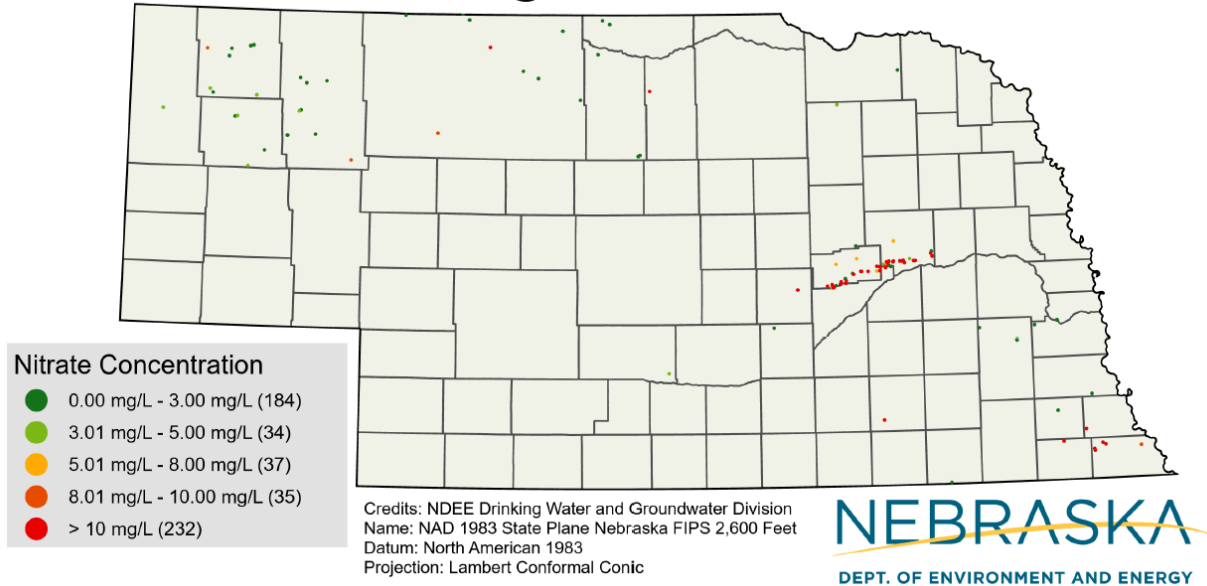 Nitrate Concentration
0.00 mg/L - 3.00 mg/L (184)
3.01 mg/L - 5.00 mg/L (34)
5.01 mg/L - 8.00 mg/L (37)
8.01 mg/L - 10.00 mg/L (35)
> 10 mg/L (232)
Credits: NDEE Drinking Water and Groundwater Division
Name: NAD 1983 State Plane Nebraska FIPS 2,600 Feet
Datum: North American 1983
Projection: Lambert Conformal Conic
NEBRASKA
DEPT. OF ENVIRONMENT AND ENERGY